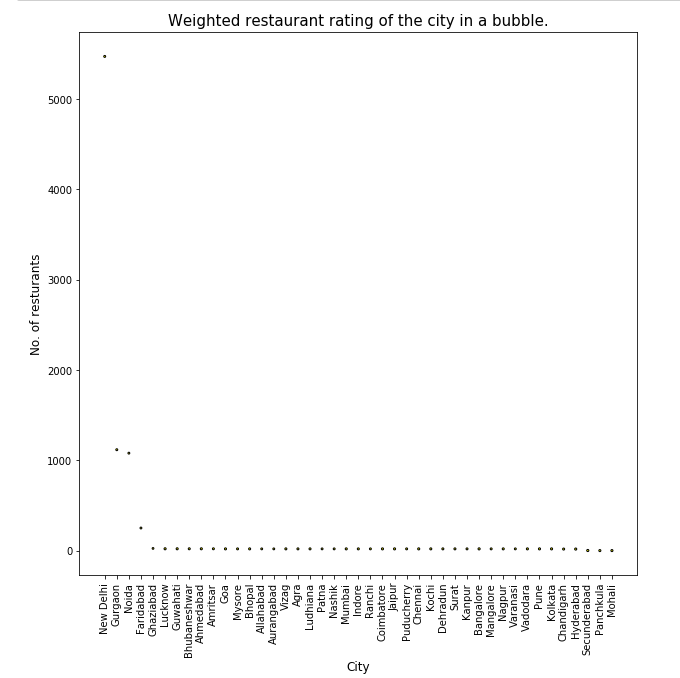 Weighted restaurant rating of the city in a bubble.
No. of resturants
5000
4000
3000
2000
1000
0
New Delhi
Gurgaon
Noida
Faridabad
Ghaziabad
Lucknow
Guwahati
Bhubaneshwar
Ahmedabad
Amritsar
Goa
Mysore
Bhopal
Allahabad
Aurangabad
Vizag
Agra
Ludhiana
Patna
Nashik
Mumbai
Indore
Ranchi
Coimbatore
Jaipur
Puducherry
Chennai
Kochi
Dehradun
Surat
Kanpur
Bangalore
Mangalore
Nagpur
Varanasi
Vadodara
Pune
Kolkata
Chandigarh
Hyderabad
Secunderabad
Panchkula
Mohali
City